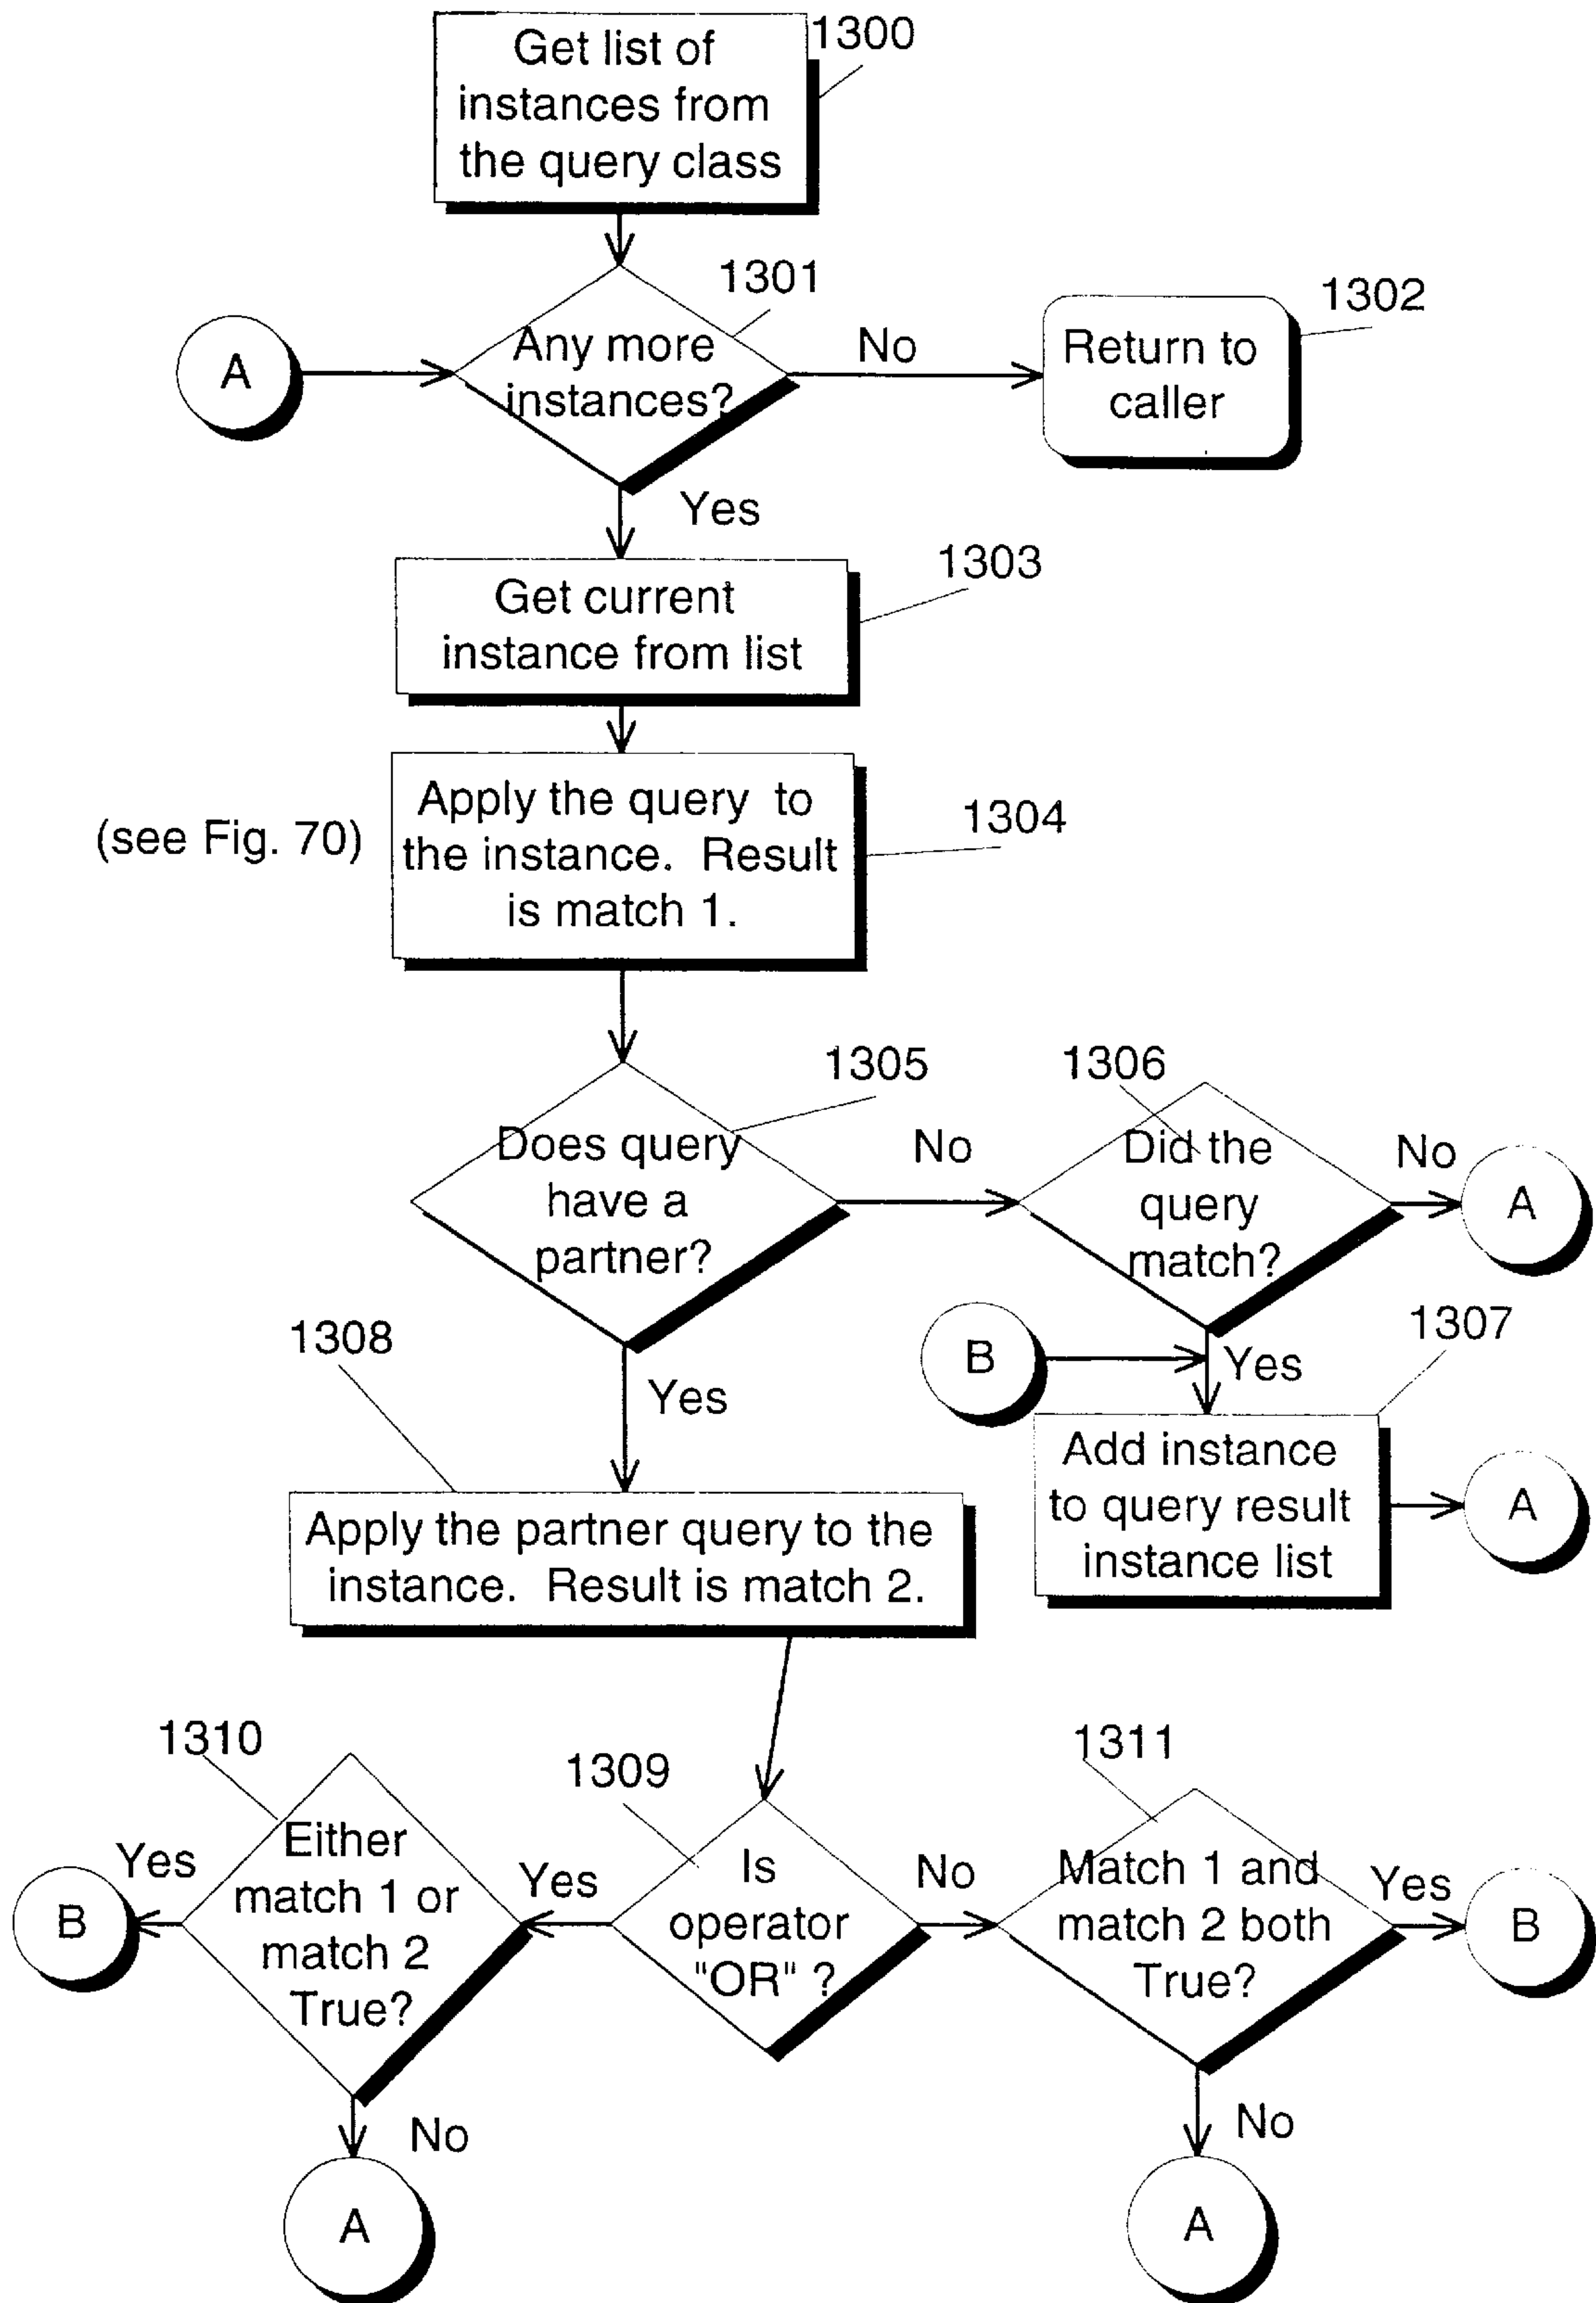 Get list of
instances from
the query class
1300
1301
Any more
instances?
A
No
Return to
caller
1302
Yes
Get current
instance from list
1303
(see Fig. 70)
Apply the query to
the instance. Result
is match 1.
1304
1305
Does query
have a
partner?
No
1306
Did the
query
match?
No
A
B
Yes
1307
Add instance
to query result
instance list
A
Yes
1308
Apply the partner query to the
instance. Result is match 2.
1310
Either
match 1 or
match 2
True?
Yes
B
No
A
1309
Is
operator
"OR" ?
Yes
No
1311
Match 1 and
match 2 both
True?
Yes
B
No
A